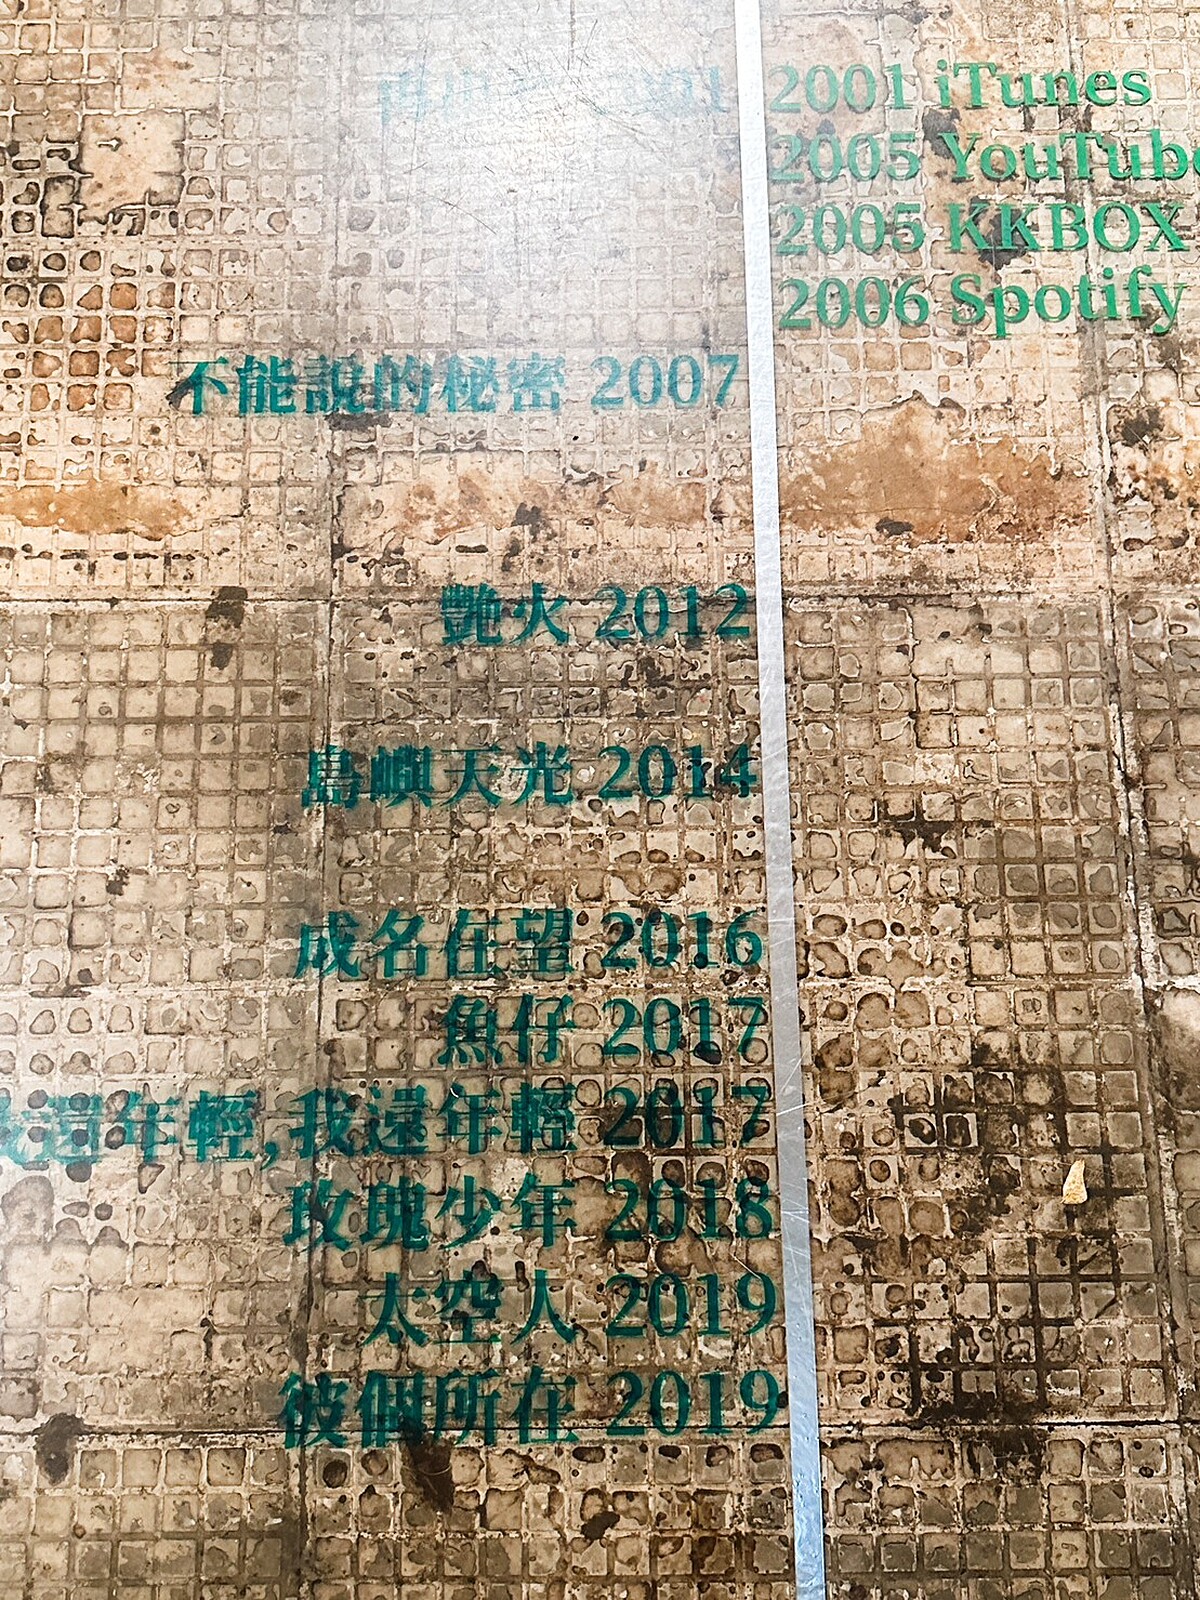 2001 iTunes
2005 YouTube
2005 KKBOX
2006 Spotify
不能說的秘密 2007
艷火 2012
島嶼天光 2014
成名在望 2016
魚仔 2017
還年輕,我還年輕 2017
玫瑰少年 2018
太空人 2019
彼個所在 2019